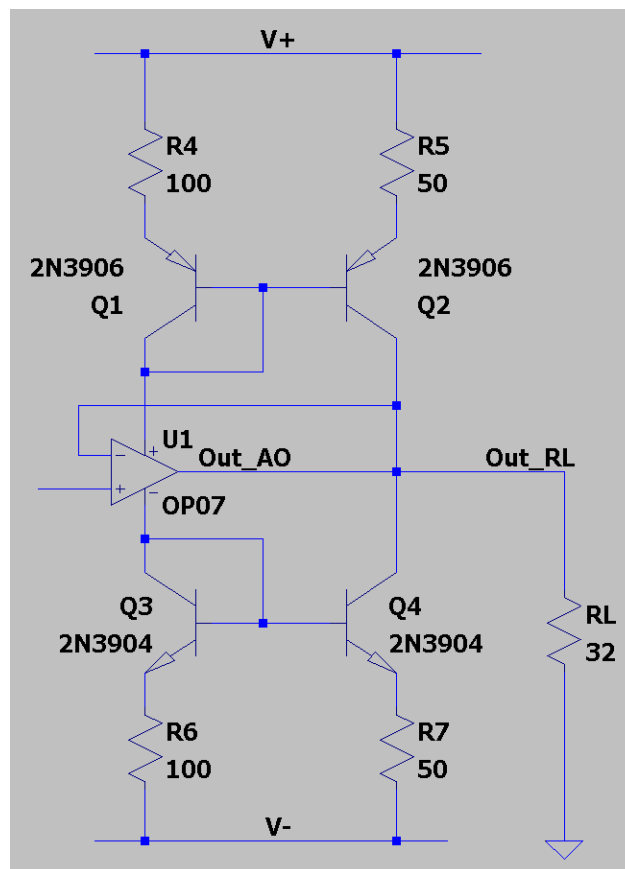 V+
R4
100
R5
50
2N3906
Q1
2N3906
Q2
U1
+
−
+
−
Out_AO
Out_RL
OP07
Q3
2N3904
Q4
2N3904
RL
32
R6
100
R7
50
V-